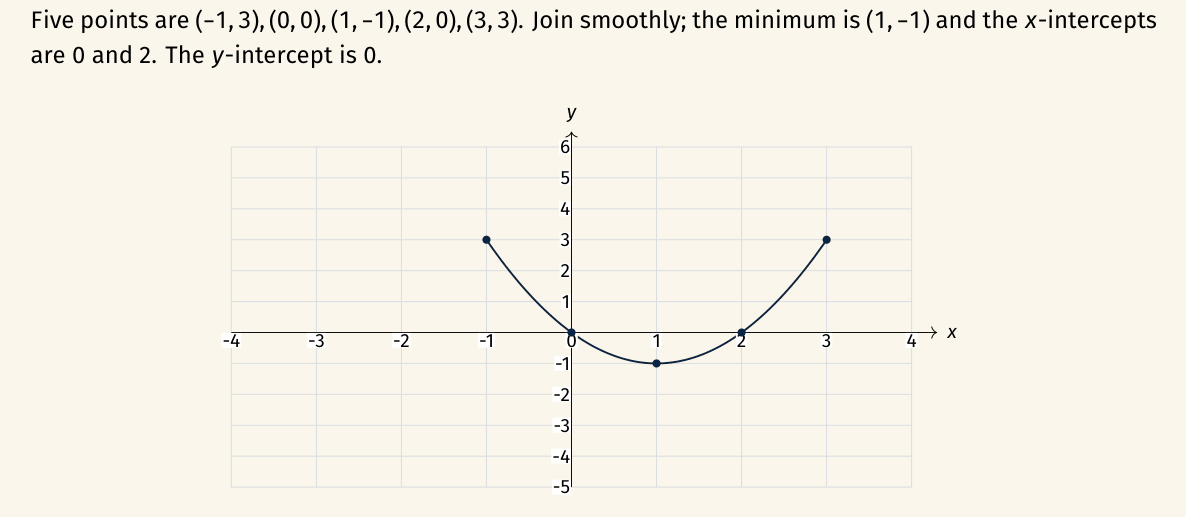 Five points are (−1, 3), (0, 0), (1, −1), (2, 0), (3, 3). Join smoothly; the minimum is (1, −1) and the x-intercepts
are 0 and 2. The y-intercept is 0.
y
6
5
4
3
2
1
-4 -3 -2 -1 0 1 2 3 4 x
-1
-2
-3
-4
-5